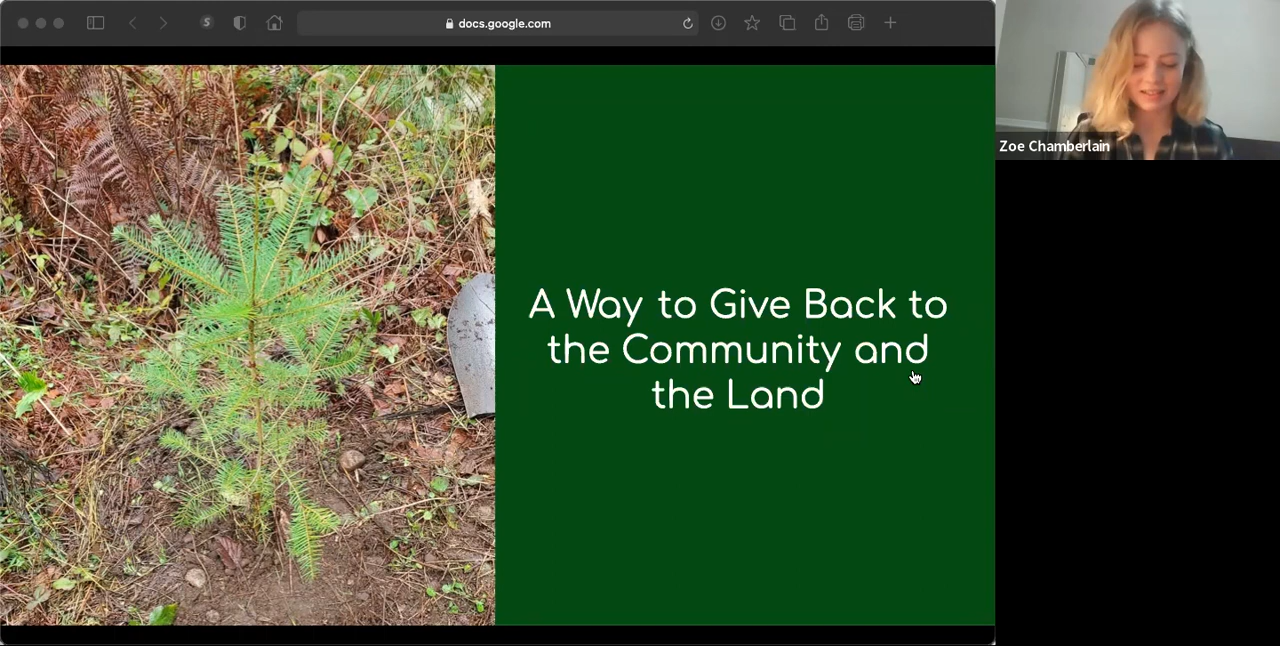 docs.google.com
A Way to Give Back to
the Community and
the Land
Zoe Chamberlain